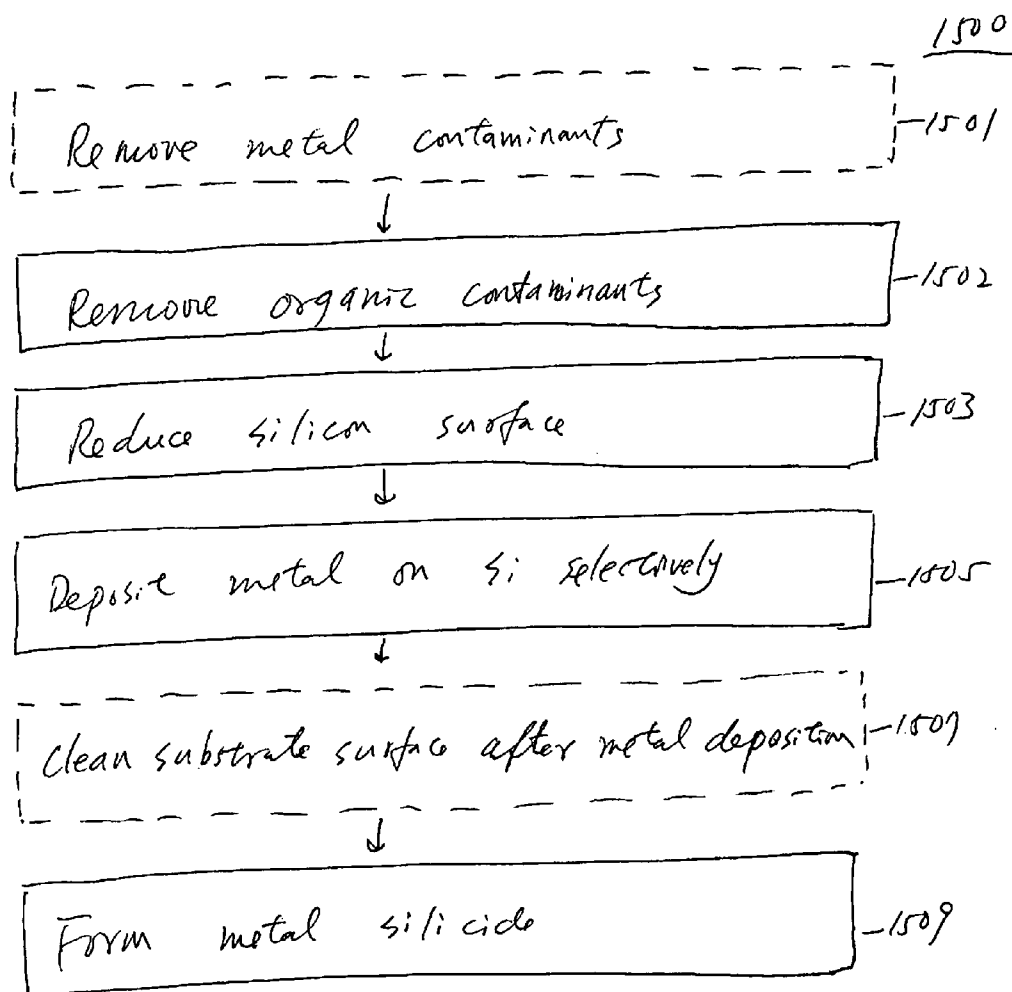 1500
Remove metal contaminants
1501
Remove organic contaminants
1502
Reduce silicon surface
1503
Deposit metal on Si selectively
1505
Clean substrate surface after metal deposition
1507
Form metal silicide
1509